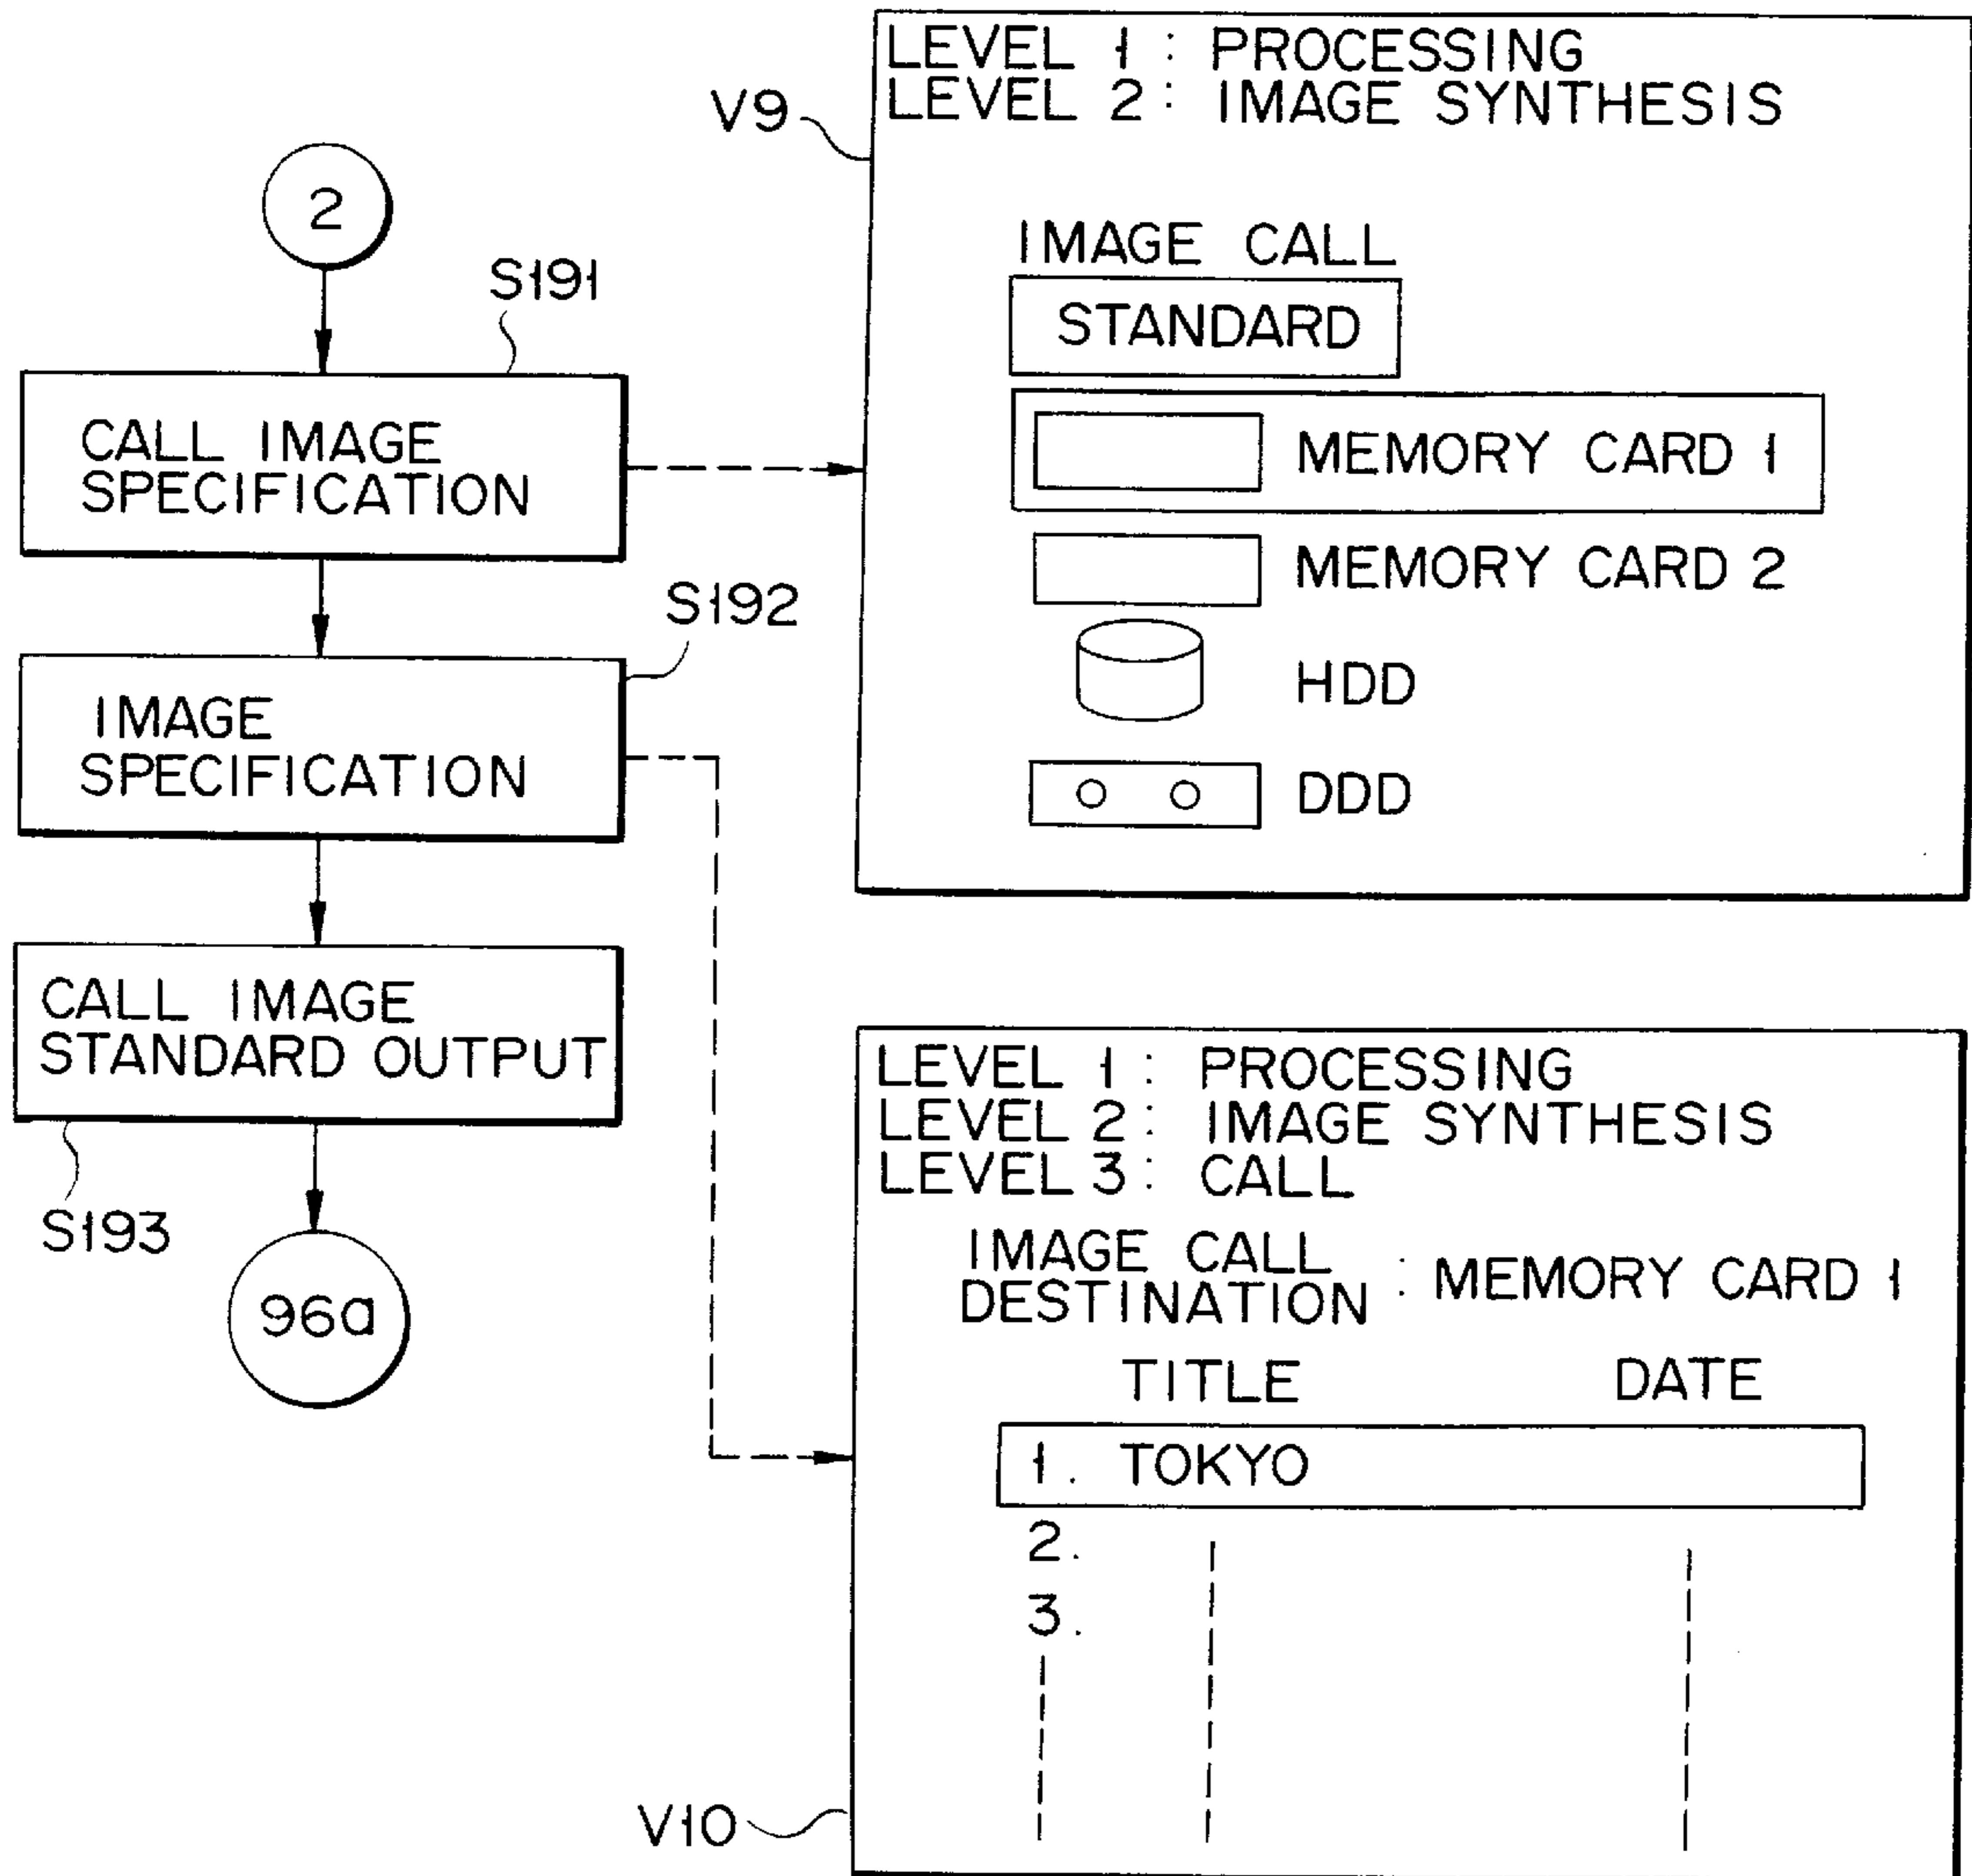 2
S191
CALL IMAGE
SPECIFICATION
S192
IMAGE
SPECIFICATION
CALL IMAGE
STANDARD OUTPUT
S193
96a
V9
LEVEL 1 : PROCESSING
LEVEL 2 : IMAGE SYNTHESIS
IMAGE CALL
STANDARD
MEMORY CARD 1
MEMORY CARD 2
HDD
DDD
V10
LEVEL 1 : PROCESSING
LEVEL 2 : IMAGE SYNTHESIS
LEVEL 3 : CALL
IMAGE CALL
DESTINATION : MEMORY CARD 1
TITLE DATE
1. TOKYO
2.
3.